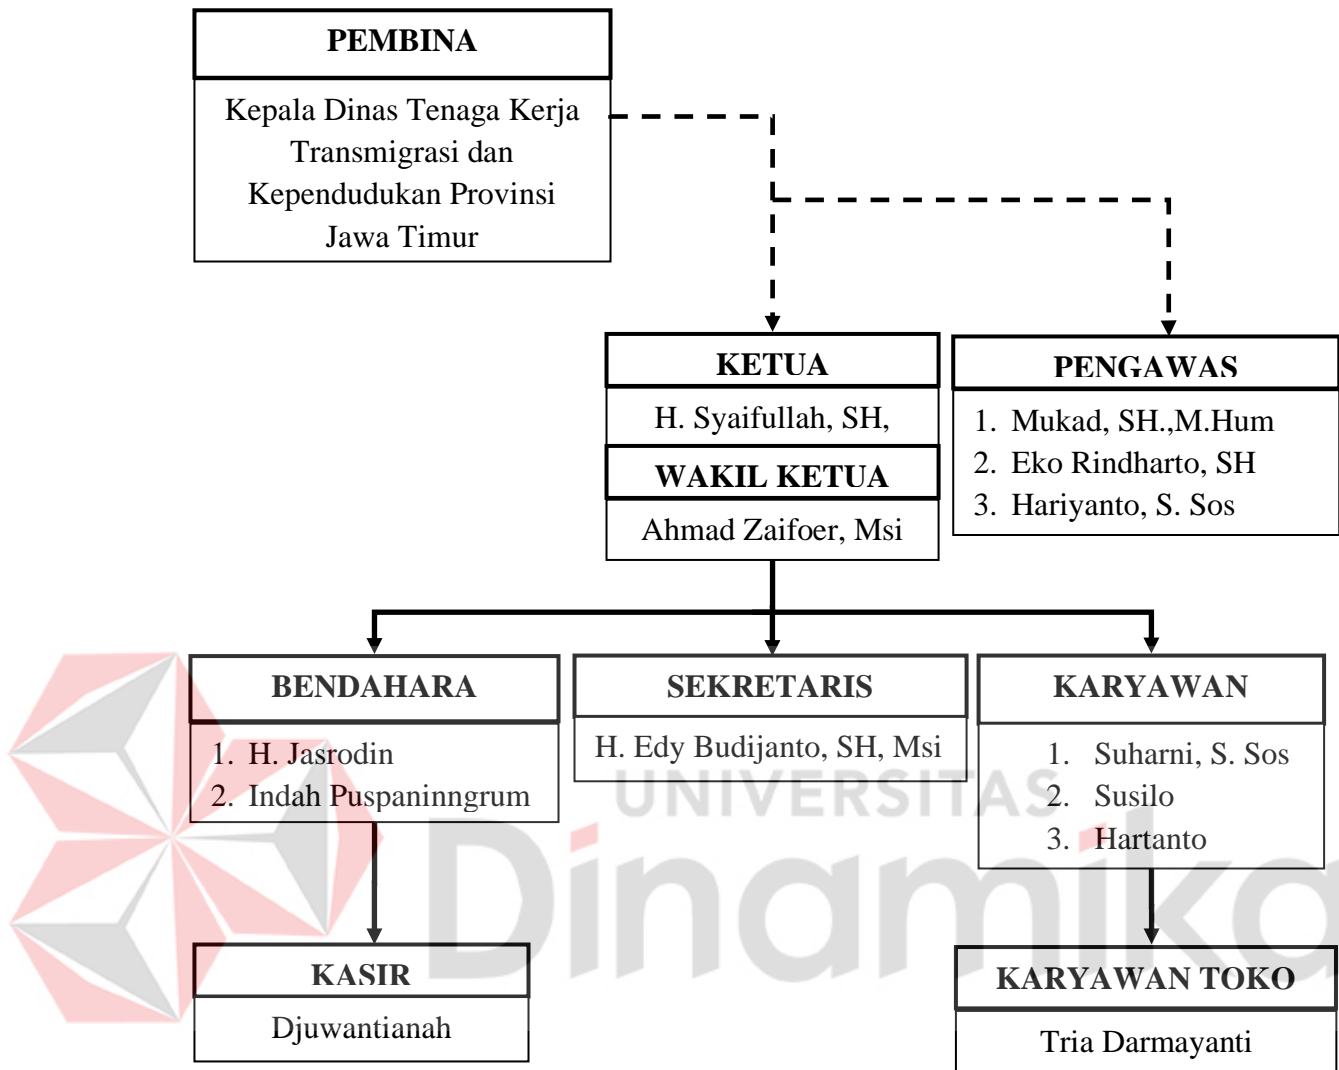 PEMBINA
Kepala Dinas Tenaga Kerja
Transmigrasi dan
Kependudukan Provinsi
Jawa Timur
KETUA
H. Syaifullah, SH,
WAKIL KETUA
Ahmad Zaifoer, Msi
PENGAWAS
1. Mukad, SH.,M.Hum
2. Eko Rindharto, SH
3. Hariyanto, S. Sos
BENDAHARA
1. H. Jasrodin
2. Indah Puspaninngrum
SEKRETARIS
H. Edy Budijanto, SH, Msi
KARYAWAN
1. Suharni, S. Sos
2. Susilo
3. Hartanto
UNIVERSITAS
Dinamika
KASIR
Djuwantianah
KARYAWAN TOKO
Tria Darmayanti